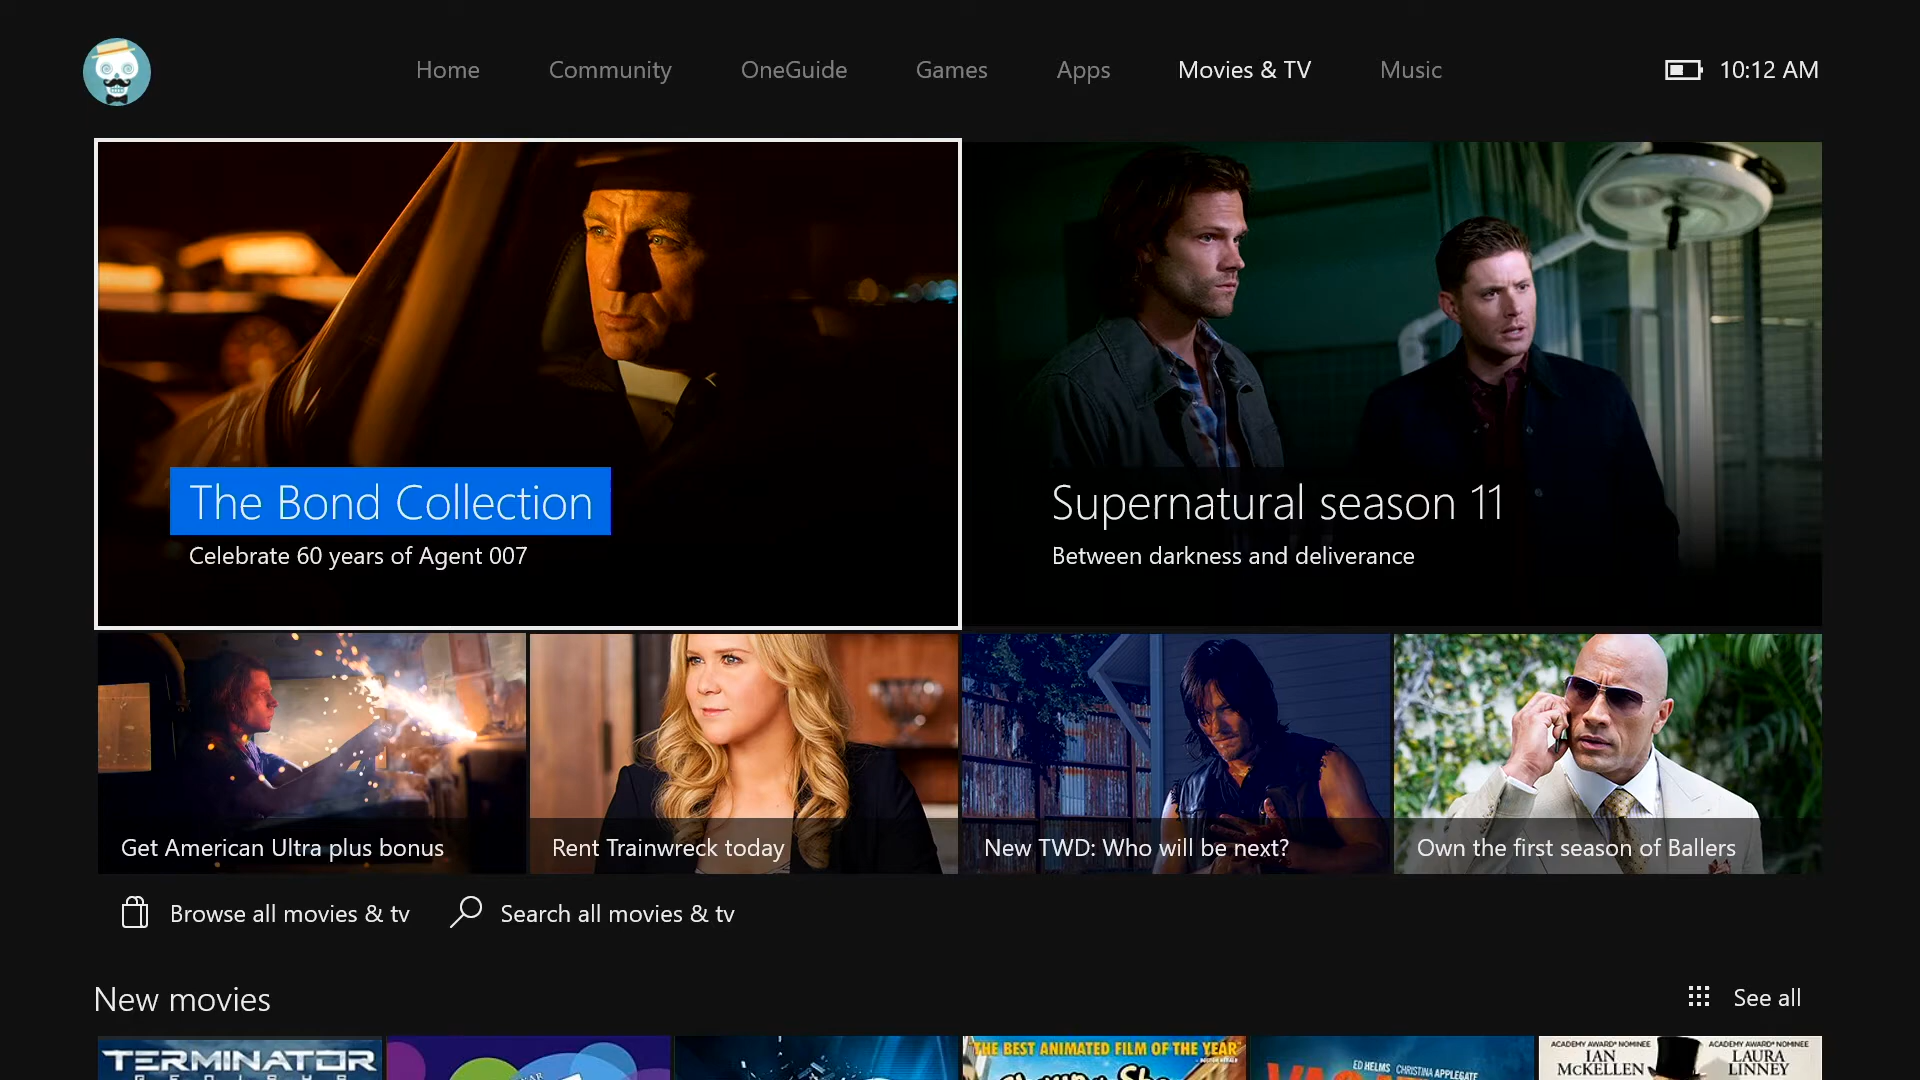 Home Community OneGuide Games Apps Movies & TV Music 10:12 AM
The Bond Collection
Celebrate 60 years of Agent 007
Supernatural season 11
Between darkness and deliverance
Get American Ultra plus bonus
Rent Trainwreck today
New TWD: Who will be next?
Own the first season of Ballers
Browse all movies & tv
Search all movies & tv
New movies
See all
TERMINATOR
THE BEST ANIMATED FILM OF THE YEAR
ED HELMS CHRISTINA APPLEGATE
ACADEMY AWARD® NOMINEE
IAN
McKELLEN
ACADEMY AWARD® NOMINEE
LAURA
LINNEY